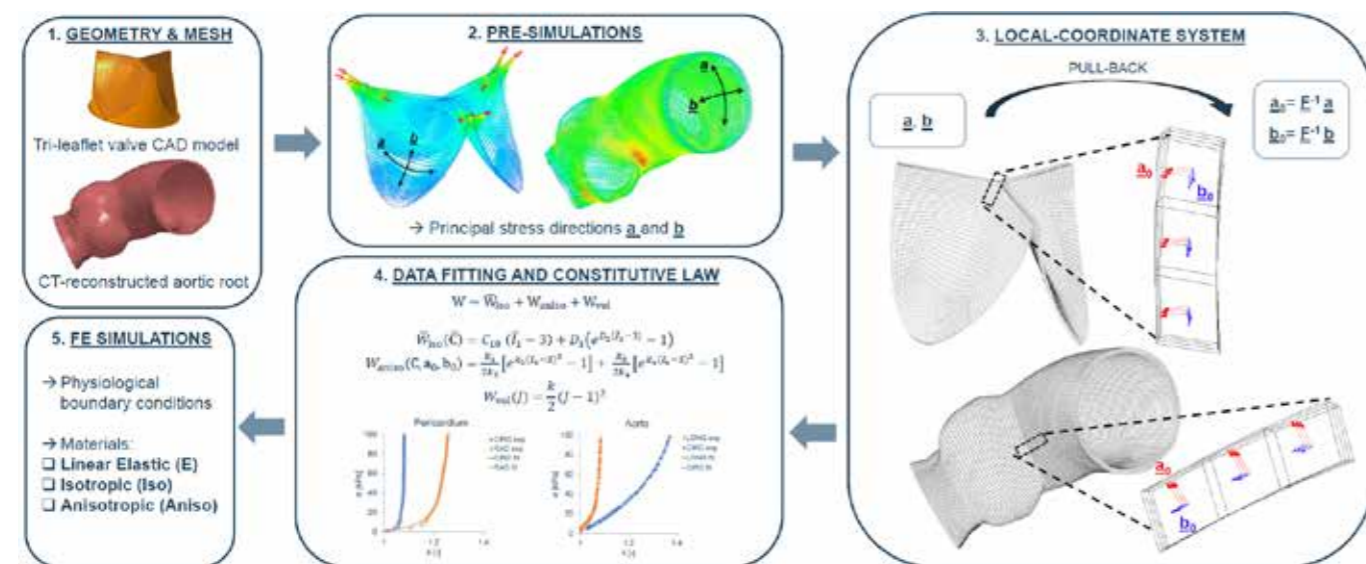 1. GEOMETRY & MESH
Tri-leaflet valve CAD model
CT-reconstructed aortic root
2. PRE-SIMULATIONS
a
b
a
b
→ Principal stress directions a and b
3. LOCAL-COORDINATE SYSTEM
PULL-BACK
a, b
a₀= F⁻¹ a
b₀= F⁻¹ b
a₀
b₀
a₀
b₀
4. DATA FITTING AND CONSTITUTIVE LAW
W = W̅iso + Waniso + Wvol
Wvol(J) = k/2 (J − 1)²
Pericardium
Aorta
5. FE SIMULATIONS
→ Physiological
boundary conditions
→ Materials:
❑ Linear Elastic (E)
❑ Isotropic (Iso)
❑ Anisotropic (Aniso)